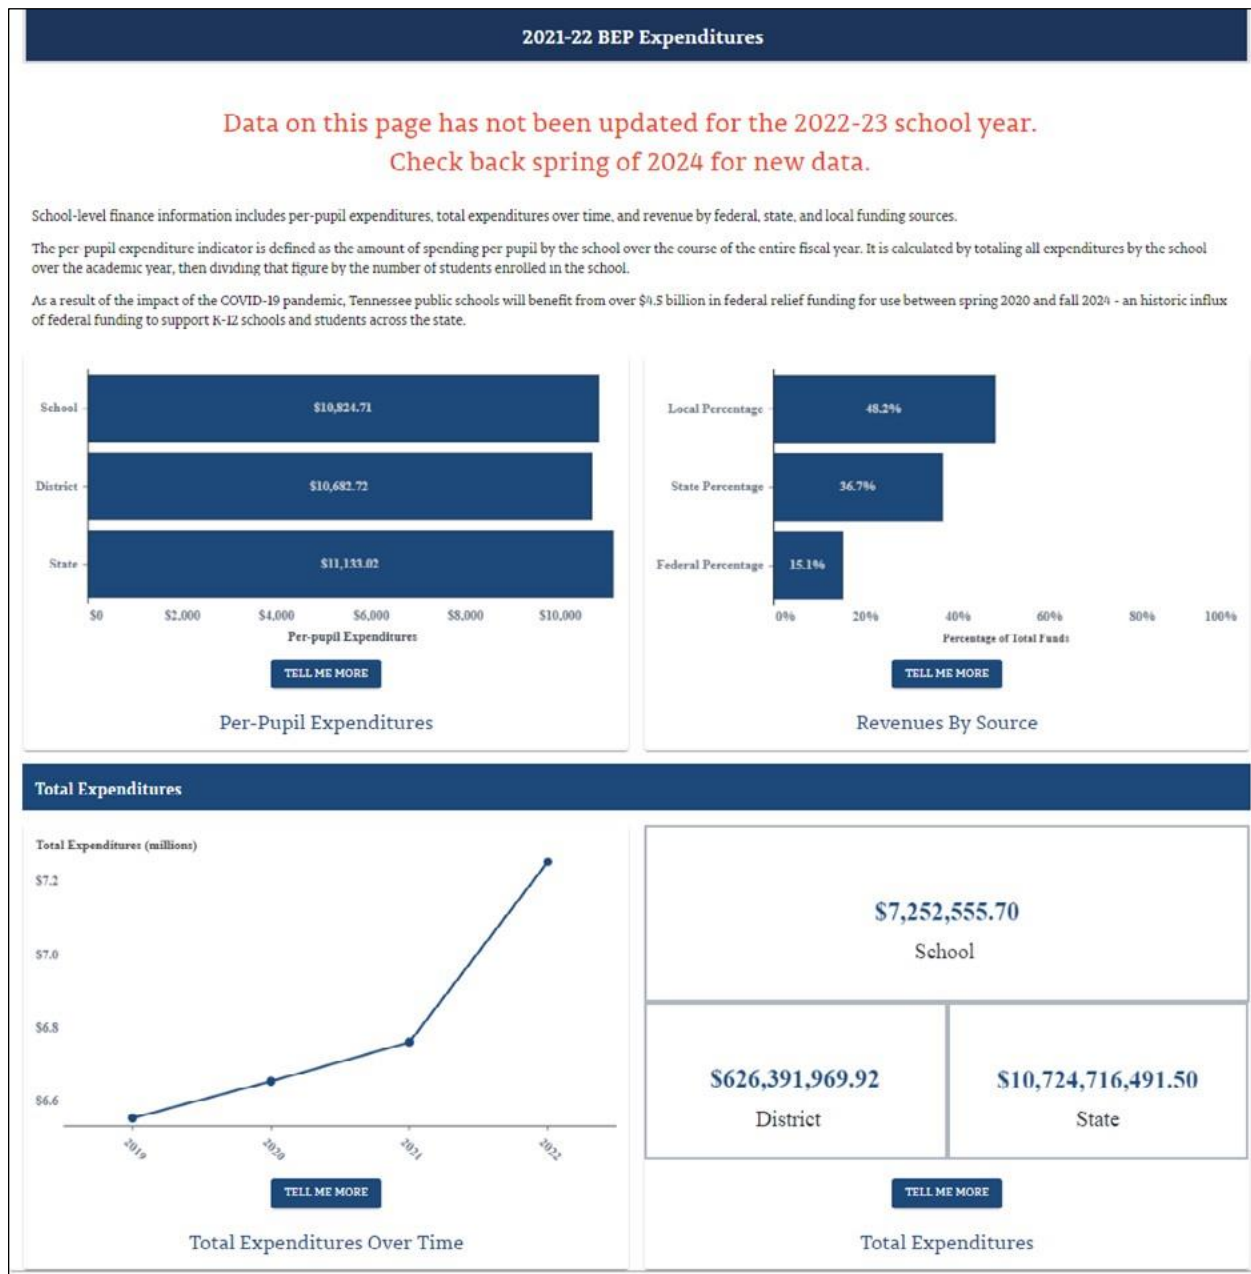 2021-22 BEP Expenditures
Data on this page has not been updated for the 2022-23 school year.
Check back spring of 2024 for new data.
School-level finance information includes per-pupil expenditures, total expenditures over time, and revenue by federal, state, and local funding sources.
The per-pupil expenditure indicator is defined as the amount of spending per pupil by the school over the course of the entire fiscal year. It is calculated by totaling all expenditures by the school
over the academic year, then dividing that figure by the number of students enrolled in the school.
As a result of the impact of the COVID-19 pandemic, Tennessee public schools will benefit from over $4.5 billion in federal relief funding for use between spring 2020 and fall 2024 - an historic influx
of federal funding to support K-12 schools and students across the state.
School
$10,824.71
District
$10,682.72
State
$11,133.02
$0 $2,000 $4,000 $6,000 $8,000 $10,000
Per-pupil Expenditures
TELL ME MORE
Per-Pupil Expenditures
Local Percentage
48.2%
State Percentage
36.7%
Federal Percentage
15.1%
0% 20% 40% 60% 80% 100%
Percentage of Total Funds
TELL ME MORE
Revenues By Source
Total Expenditures
Total Expenditures (millions)
$7.2
$7.0
$6.8
$6.6
2019 2020 2021 2022
TELL ME MORE
Total Expenditures Over Time
$7,252,555.70
School
$626,391,969.92
District
$10,724,716,491.50
State
TELL ME MORE
Total Expenditures